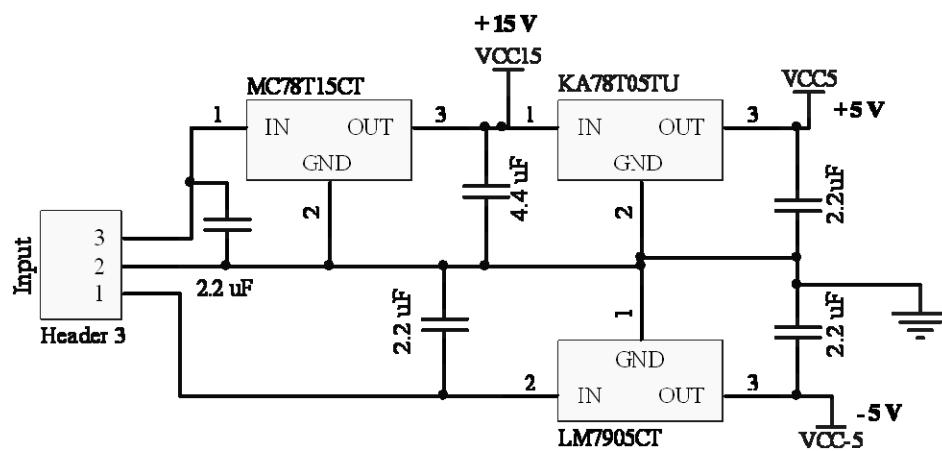 +15 V
VCC15
MC78T15CT
KA78T05TU
VCC5
+5 V
1
IN
OUT
3
GND
2
1
IN
OUT
3
GND
2
4.4 uF
2.2uF
Input
3
2
1
Header 3
2.2 uF
2.2 uF
1
GND
2
IN
OUT
3
LM7905CT
2.2 uF
-5 V
VCC-5